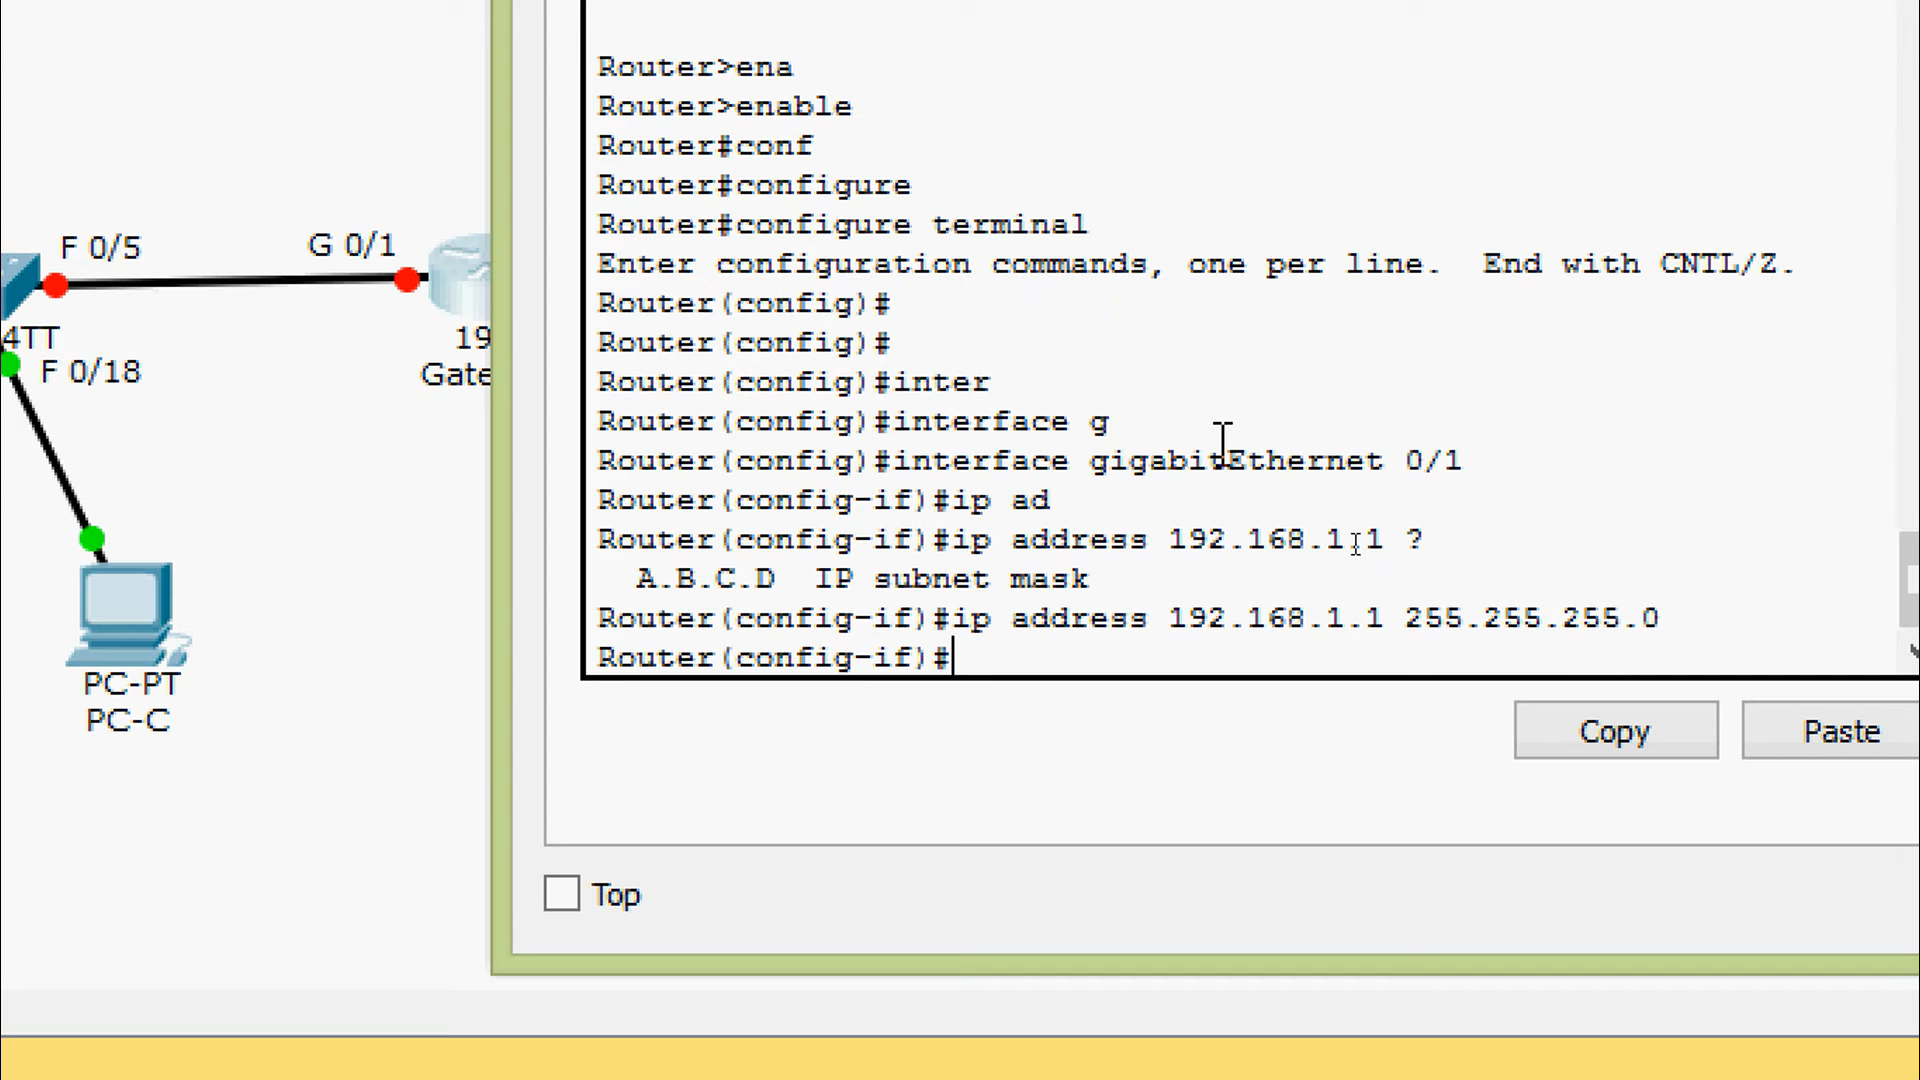 Router>ena
Router>enable
Router#conf
Router#configure
Router#configure terminal
Enter configuration commands, one per line.  End with CNTL/Z.
Router(config)#
Router(config)#
Router(config)#inter
Router(config)#interface g
Router(config)#interface gigabitEthernet 0/1
Router(config-if)#ip ad
Router(config-if)#ip address 192.168.1.1 ?
  A.B.C.D  IP subnet mask
Router(config-if)#ip address 192.168.1.1 255.255.255.0
Router(config-if)#
F 0/5
G 0/1
4TT
F 0/18
19
Gate
PC-PT
PC-C
Copy
Paste
Top